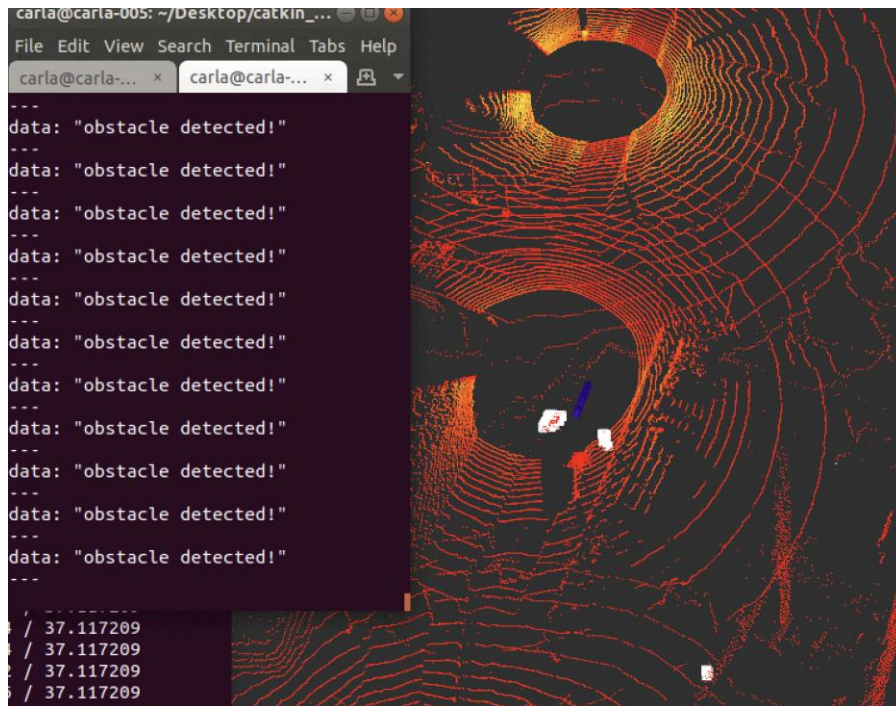 carla@carla-005: ~/Desktop/catkin_...
File Edit View Search Terminal Tabs Help
carla@carla-... × carla@carla-... ×
---
data: "obstacle detected!"
---
data: "obstacle detected!"
---
data: "obstacle detected!"
---
data: "obstacle detected!"
---
data: "obstacle detected!"
---
data: "obstacle detected!"
---
data: "obstacle detected!"
---
data: "obstacle detected!"
---
data: "obstacle detected!"
---
data: "obstacle detected!"
---
data: "obstacle detected!"
---
/ 37.117209
/ 37.117209
/ 37.117209
/ 37.117209